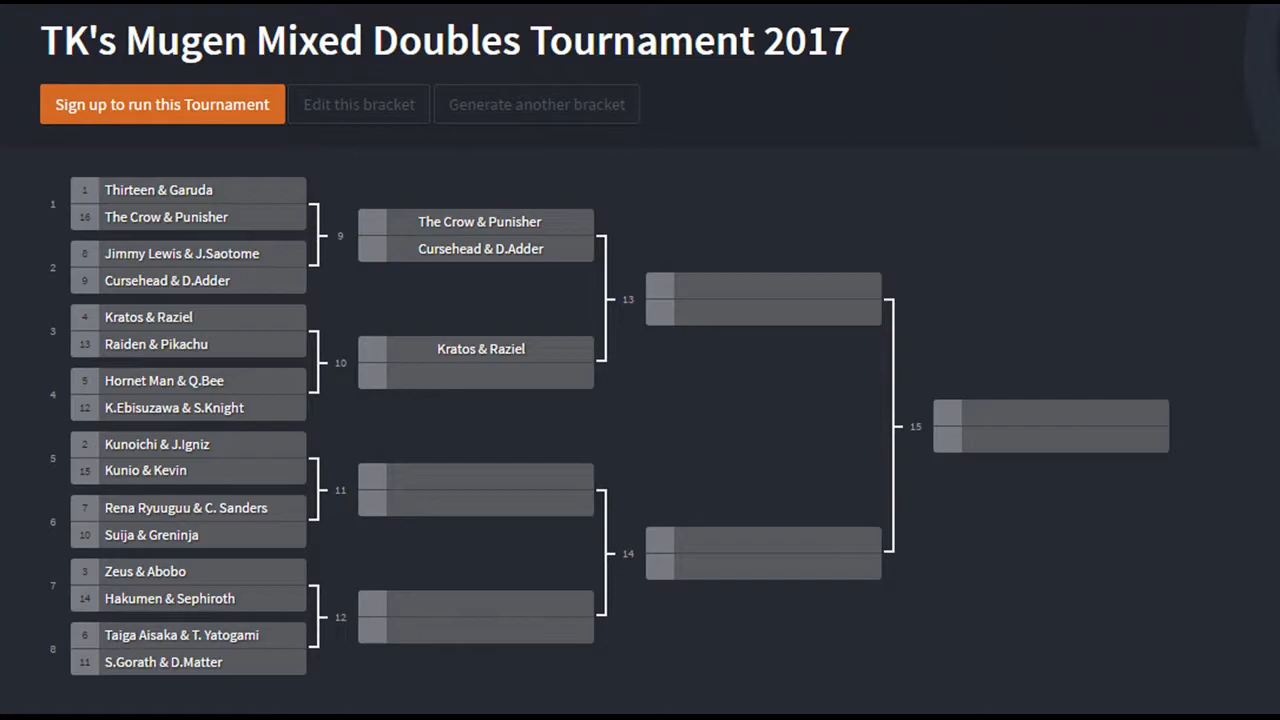 TK's Mugen Mixed Doubles Tournament 2017
Sign up to run this Tournament
Edit this bracket
Generate another bracket
1
1 Thirteen & Garuda
16 The Crow & Punisher
2
8 Jimmy Lewis & J.Saotome
9 Cursehead & D.Adder
3
4 Kratos & Raziel
13 Raiden & Pikachu
4
5 Hornet Man & Q.Bee
12 K.Ebisuzawa & S.Knight
5
2 Kunoichi & J.Igniz
15 Kunio & Kevin
6
7 Rena Ryuuguu & C. Sanders
10 Suija & Greninja
7
3 Zeus & Abobo
14 Hakumen & Sephiroth
8
6 Taiga Aisaka & T. Yatogami
11 S.Gorath & D.Matter
9
The Crow & Punisher
Cursehead & D.Adder
10
Kratos & Raziel
11
12
13
14
15